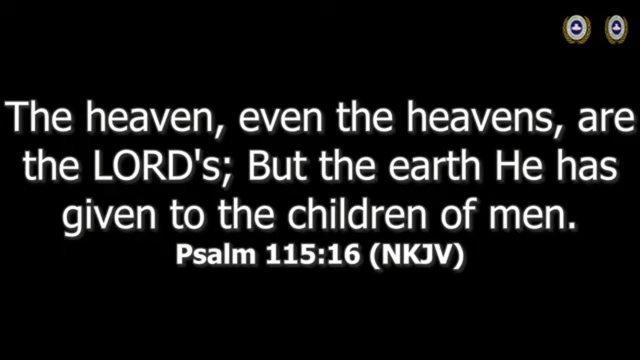 The heaven, even the heavens, are
the LORD's; But the earth He has
given to the children of men.
Psalm 115:16 (NKJV)